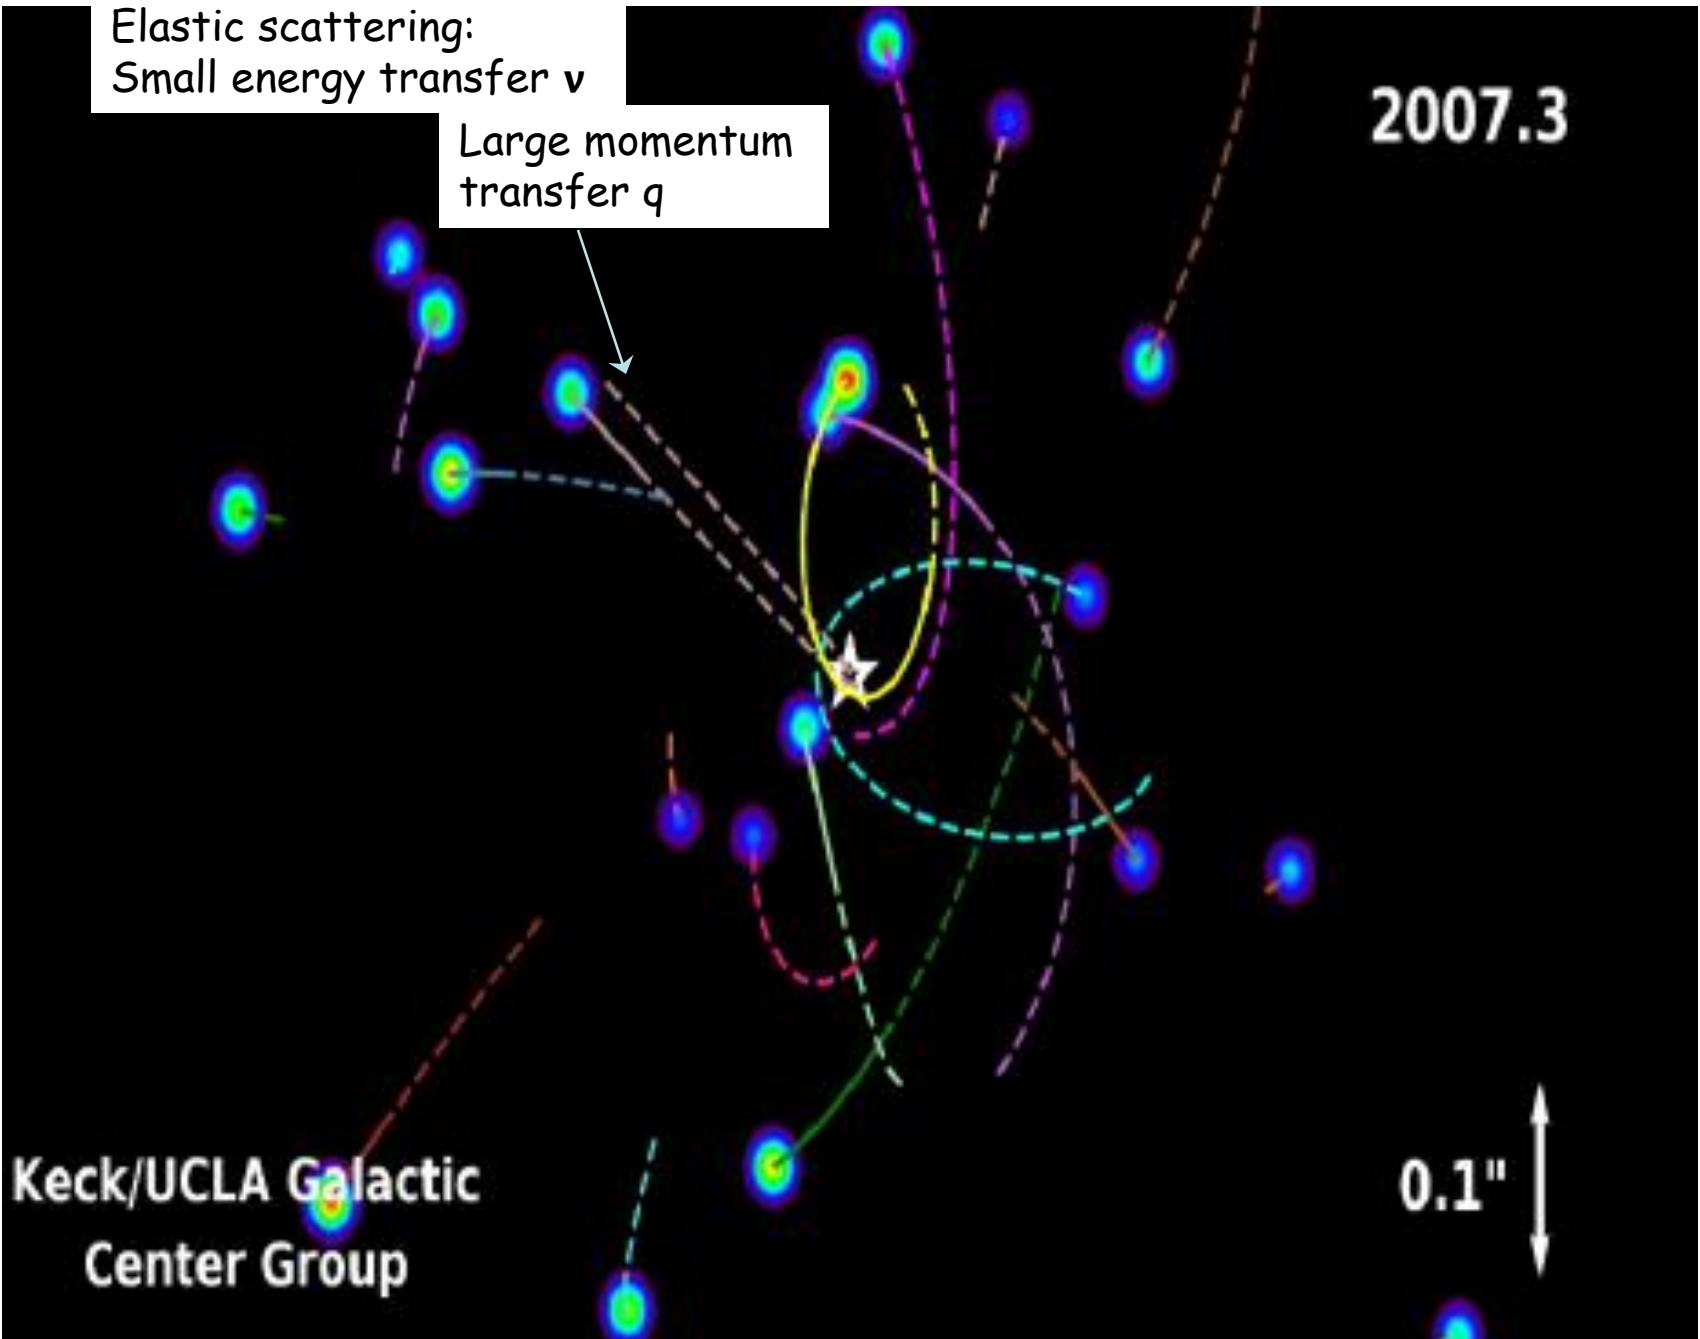 Elastic scattering:
Small energy transfer ν
Large momentum
transfer q
2007.3
Keck/UCLA Galactic
Center Group
0.1"